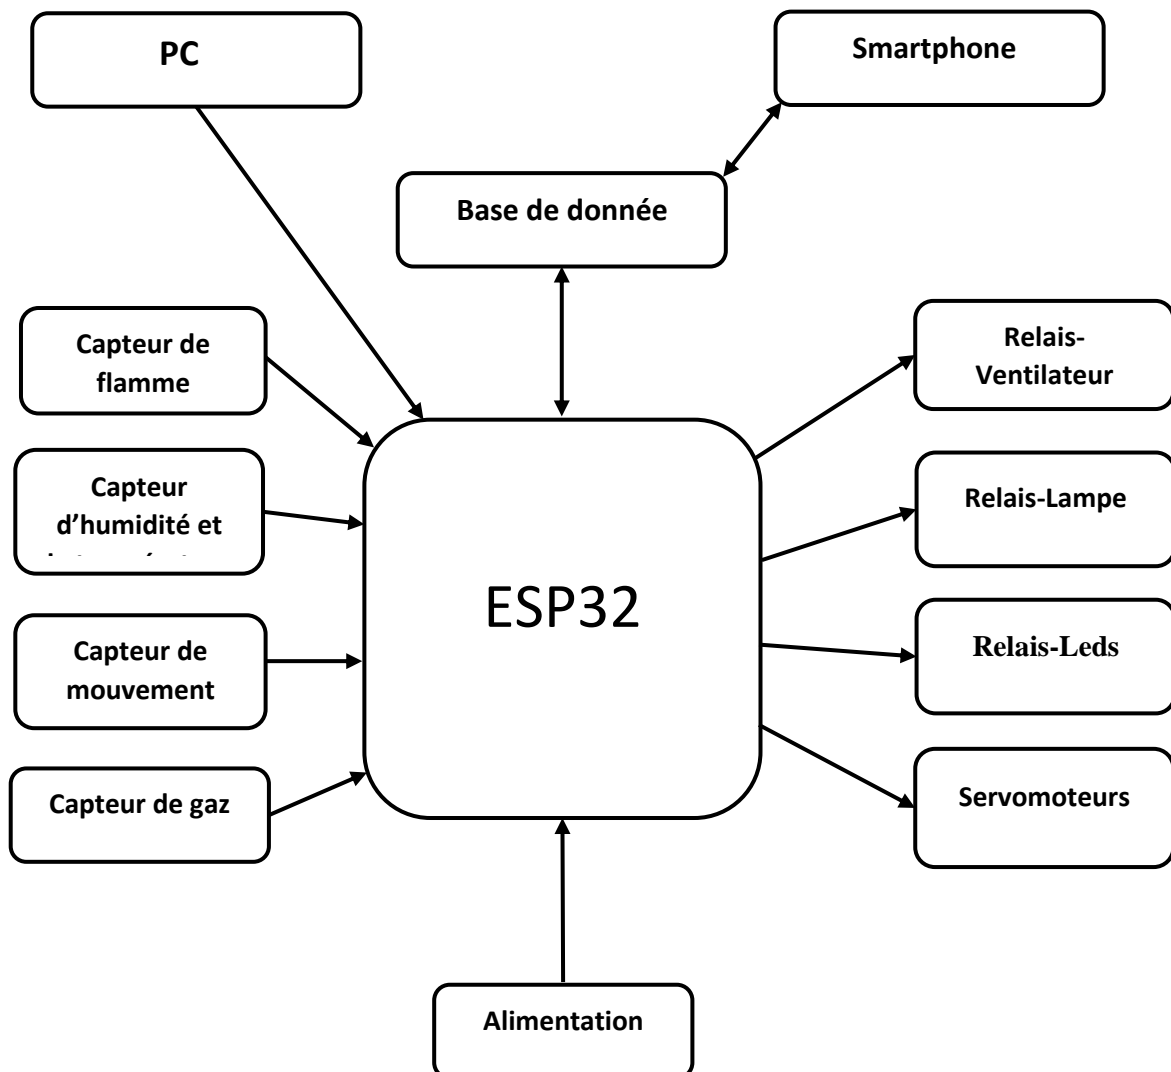 PC
Smartphone
Base de donnée
Capteur de
flamme
Relais-
Ventilateur
Capteur
d’humidité et
Relais-Lampe
ESP32
Capteur de
mouvement
Relais-Leds
Capteur de gaz
Servomoteurs
Alimentation